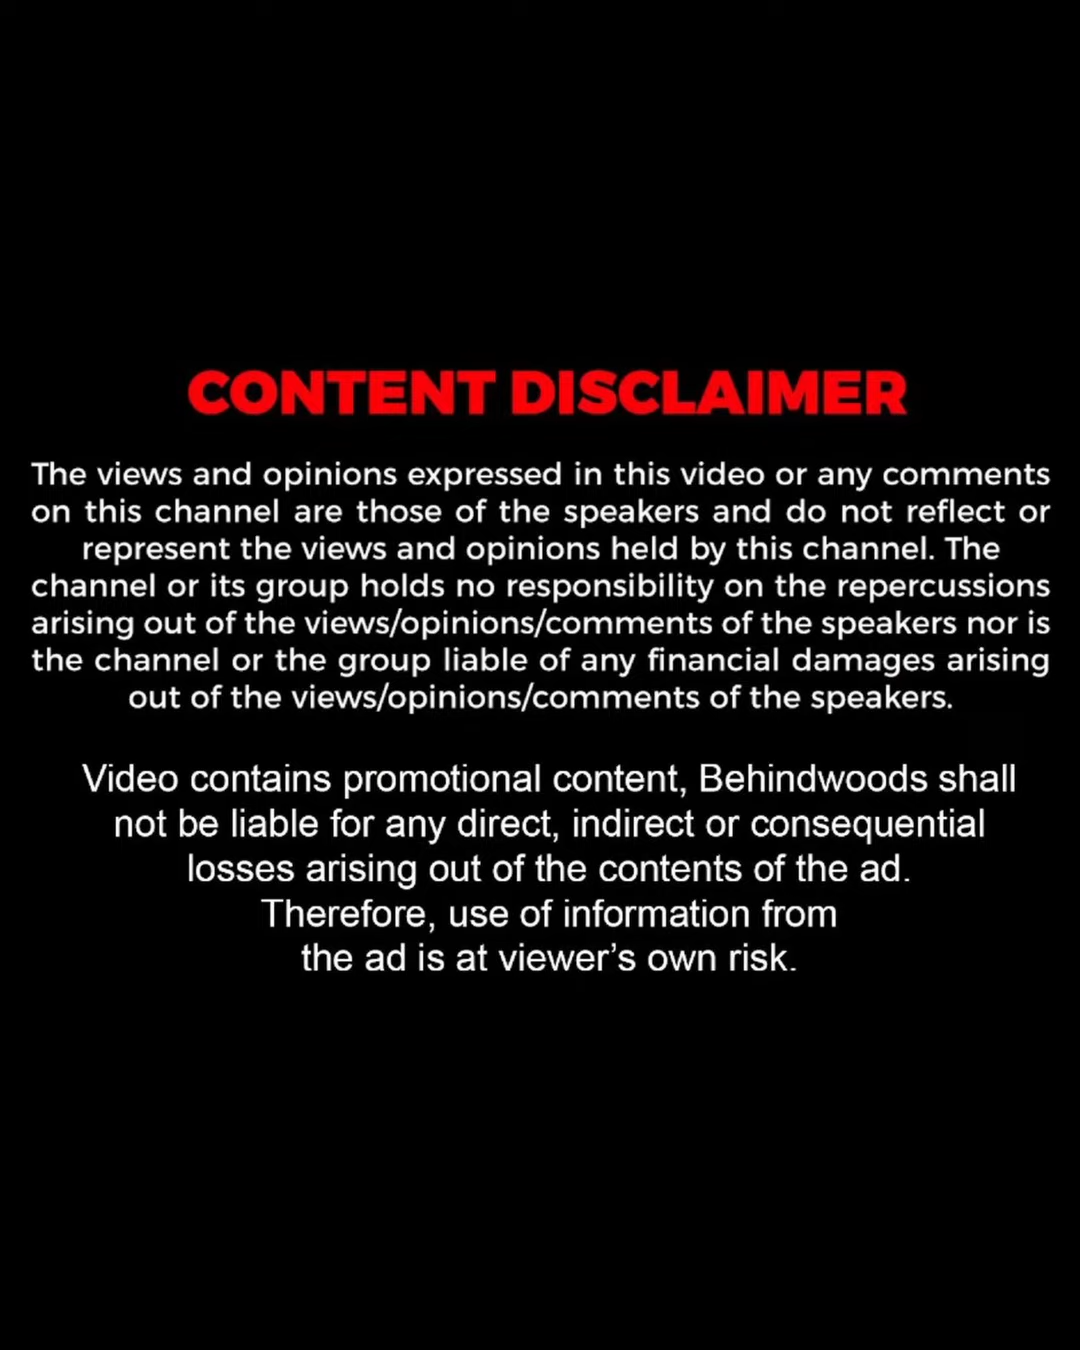 CONTENT DISCLAIMER
The views and opinions expressed in this video or any comments
on this channel are those of the speakers and do not reflect or
represent the views and opinions held by this channel. The
channel or its group holds no responsibility on the repercussions
arising out of the views/opinions/comments of the speakers nor is
the channel or the group liable of any financial damages arising
out of the views/opinions/comments of the speakers.
Video contains promotional content, Behindwoods shall
not be liable for any direct, indirect or consequential
losses arising out of the contents of the ad.
Therefore, use of information from
the ad is at viewer’s own risk.